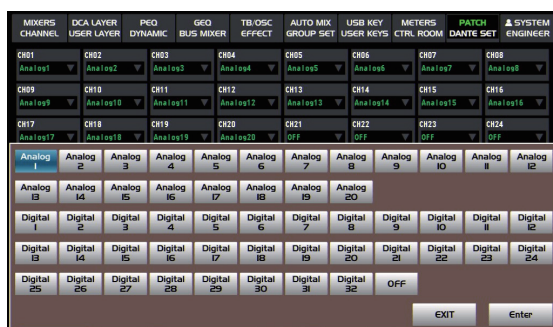 MIXERS DCA LAYER PEQ GEQ TB/OSC AUTO MIX USB KEY METERS PATCH SYSTEM
CHANNEL USER LAYER DYNAMIC BUS MIXER EFFECT GROUP SET USER KEYS CTRL ROOM DANTE SET ENGINEER
CH01 CH02 CH03 CH04 CH05 CH06 CH07 CH08
Analog1 Analog2 Analog3 Analog4 Analog5 Analog6 Analog7 Analog8
CH09 CH10 CH11 CH12 CH13 CH14 CH15 CH16
Analog9 Analog10 Analog11 Analog12 Analog13 Analog14 Analog15 Analog16
CH17 CH18 CH19 CH20 CH21 CH22 CH23 CH24
Analog17 Analog18 Analog19 Analog20 OFF OFF OFF OFF
Analog Analog Analog Analog Analog Analog Analog Analog Analog Analog Analog Analog
1 2 3 4 5 6 7 8 9 10 11 12
Analog Analog Analog Analog Analog Analog Analog Analog
13 14 15 16 17 18 19 20
Digital Digital Digital Digital Digital Digital Digital Digital Digital Digital Digital Digital
1 2 3 4 5 6 7 8 9 10 11 12
Digital Digital Digital Digital Digital Digital Digital Digital Digital Digital Digital Digital
13 14 15 16 17 18 19 20 21 22 23 24
Digital Digital Digital Digital Digital Digital Digital Digital OFF
25 26 27 28 29 30 31 32
EXIT Enter